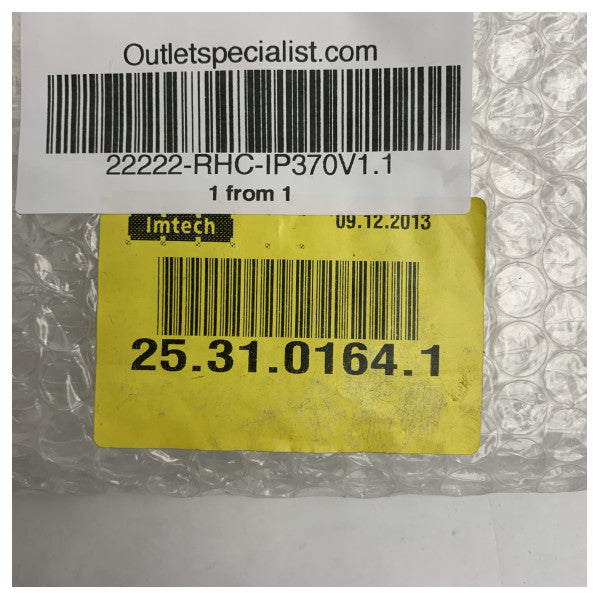 Outletspecialist.com
22222-RHC-IP370V1.1
1 from 1
Imtech
09.12.2013
25.31.0164.1